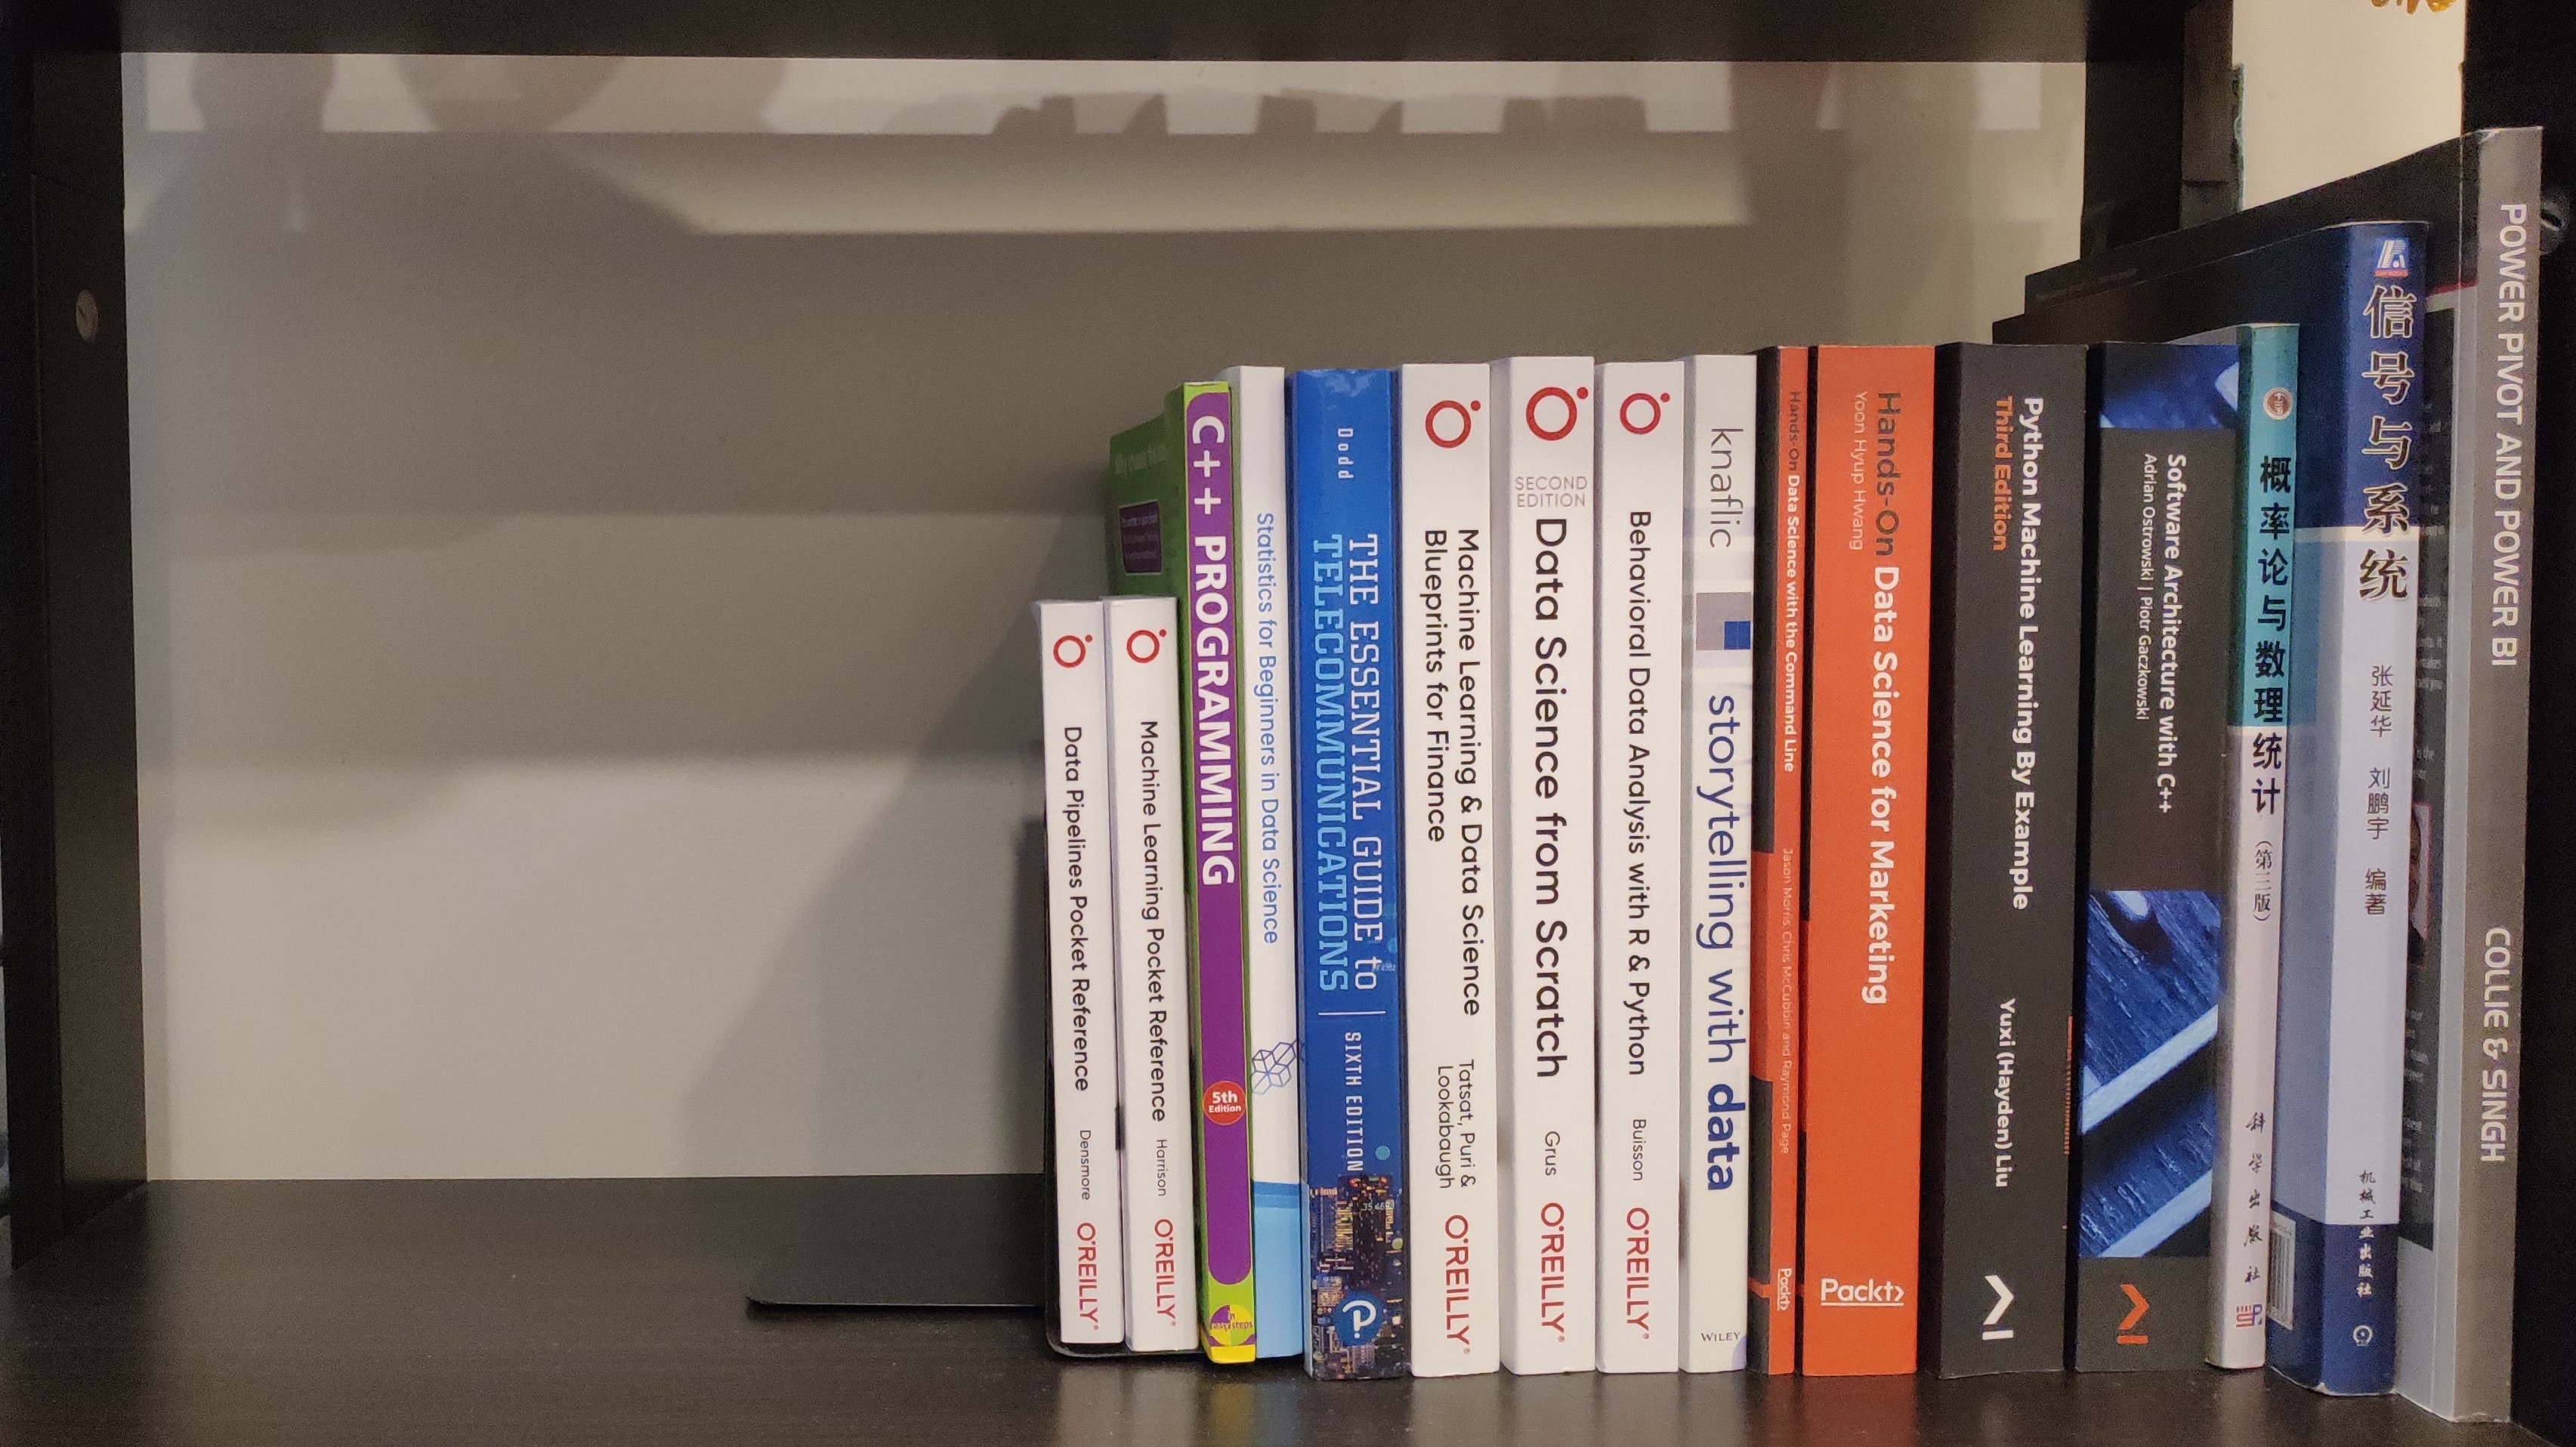 Data Pipelines Pocket Reference
Densmore
O'REILLY®
Machine Learning Pocket Reference
Harrison
O'REILLY®
C++ PROGRAMMING
5th
Edition
in
easy steps
Statistics for Beginners in Data Science
Dodd
THE ESSENTIAL GUIDE to
TELECOMMUNICATIONS
SIXTH EDITION
Machine Learning & Data Science
Blueprints for Finance
Tatsat, Puri &
Lookabaugh
O'REILLY®
SECOND
EDITION
Data Science from Scratch
Grus
O'REILLY®
Behavioral Data Analysis with R & Python
Buisson
O'REILLY®
knaflic
storytelling with data
WILEY
Hands-On Data Science with the Command Line
Jason Morris, Chris McCubbin and Raymond Page
Packt>
Hands-On Data Science for Marketing
Yoon Hyup Hwang
Packt>
Python Machine Learning By Example
Third Edition
Yuxi (Hayden) Liu
Software Architecture with C++
Adrian Ostrowski | Piotr Gaczkowski
概率论与数理统计（第三版）
科学出版社
信号与系统
张延华 刘鹏宇 编著
机械工业出版社
POWER PIVOT AND POWER BI
COLLIE & SINGH